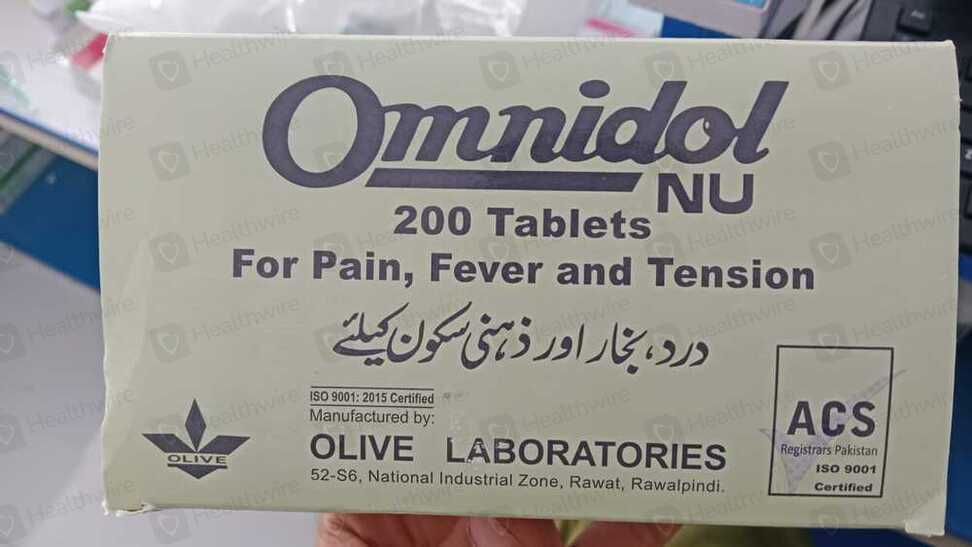 Omnidol
NU
200 Tablets
For Pain, Fever and Tension
درد، بخار اور ذہنی سکون کیلئے
ISO 9001: 2015 Certified
Manufactured by:
OLIVE LABORATORIES
52-S6, National Industrial Zone, Rawat, Rawalpindi.
OLIVE
ACS
Registrars Pakistan
ISO 9001
Certified
Healthwire